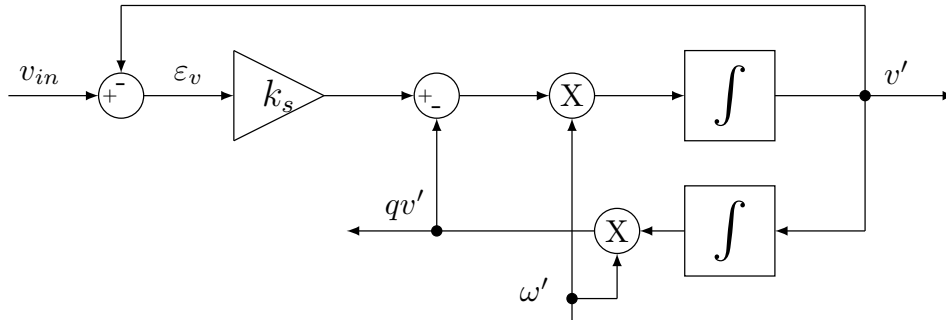 v_in
+
-
ε_v
k_s
+
-
X
∫
v'
qv'
X
∫
ω'